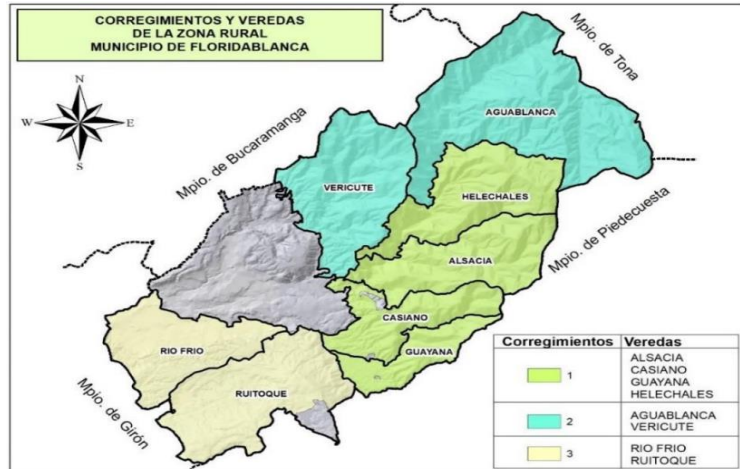 CORREGIMIENTOS Y VEREDAS
DE LA ZONA RURAL
MUNICIPIO DE FLORIDABLANCA
N
W
E
S
Mpio. de Tona
AGUABLANCA
Mpio. de Bucaramanga
VERICUTE
HELECHALES
Mpio. de Piedecuesta
ALSACIA
CASIANO
GUAYANA
RIO FRIO
RUITOQUE
Mpio. de Girón
Corregimientos Veredas
1
ALSACIA
CASIANO
GUAYANA
HELECHALES
2
AGUABLANCA
VERICUTE
3
RIO FRIO
RUITOQUE